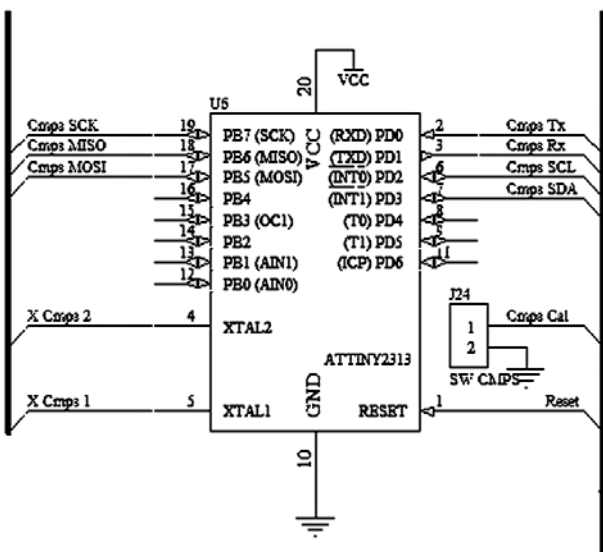 20
VCC
U6
Cmps SCK 19 PB7 (SCK) VCC (RXD) PD0 2 Cmps Tx
Cmps MISO 18 PB6 (MISO) (TXD) PD1 3 Cmps Rx
Cmps MOSI 17 PB5 (MOSI) (INT0) PD2 6 Cmps SCL
16 PB4 (INT1) PD3 7 Cmps SDA
15 PB3 (OC1) (T0) PD4 8
14 PB2 (T1) PD5
13 PB1 (AIN1) (ICP) PD6 11
12 PB0 (AIN0)
J24
X Cmps 2 4 XTAL2 1 Cmps Cal
2
ATTINY2313
SW CMPS
X Cmps 1 5 XTAL1 GND RESET 1 Reset
10